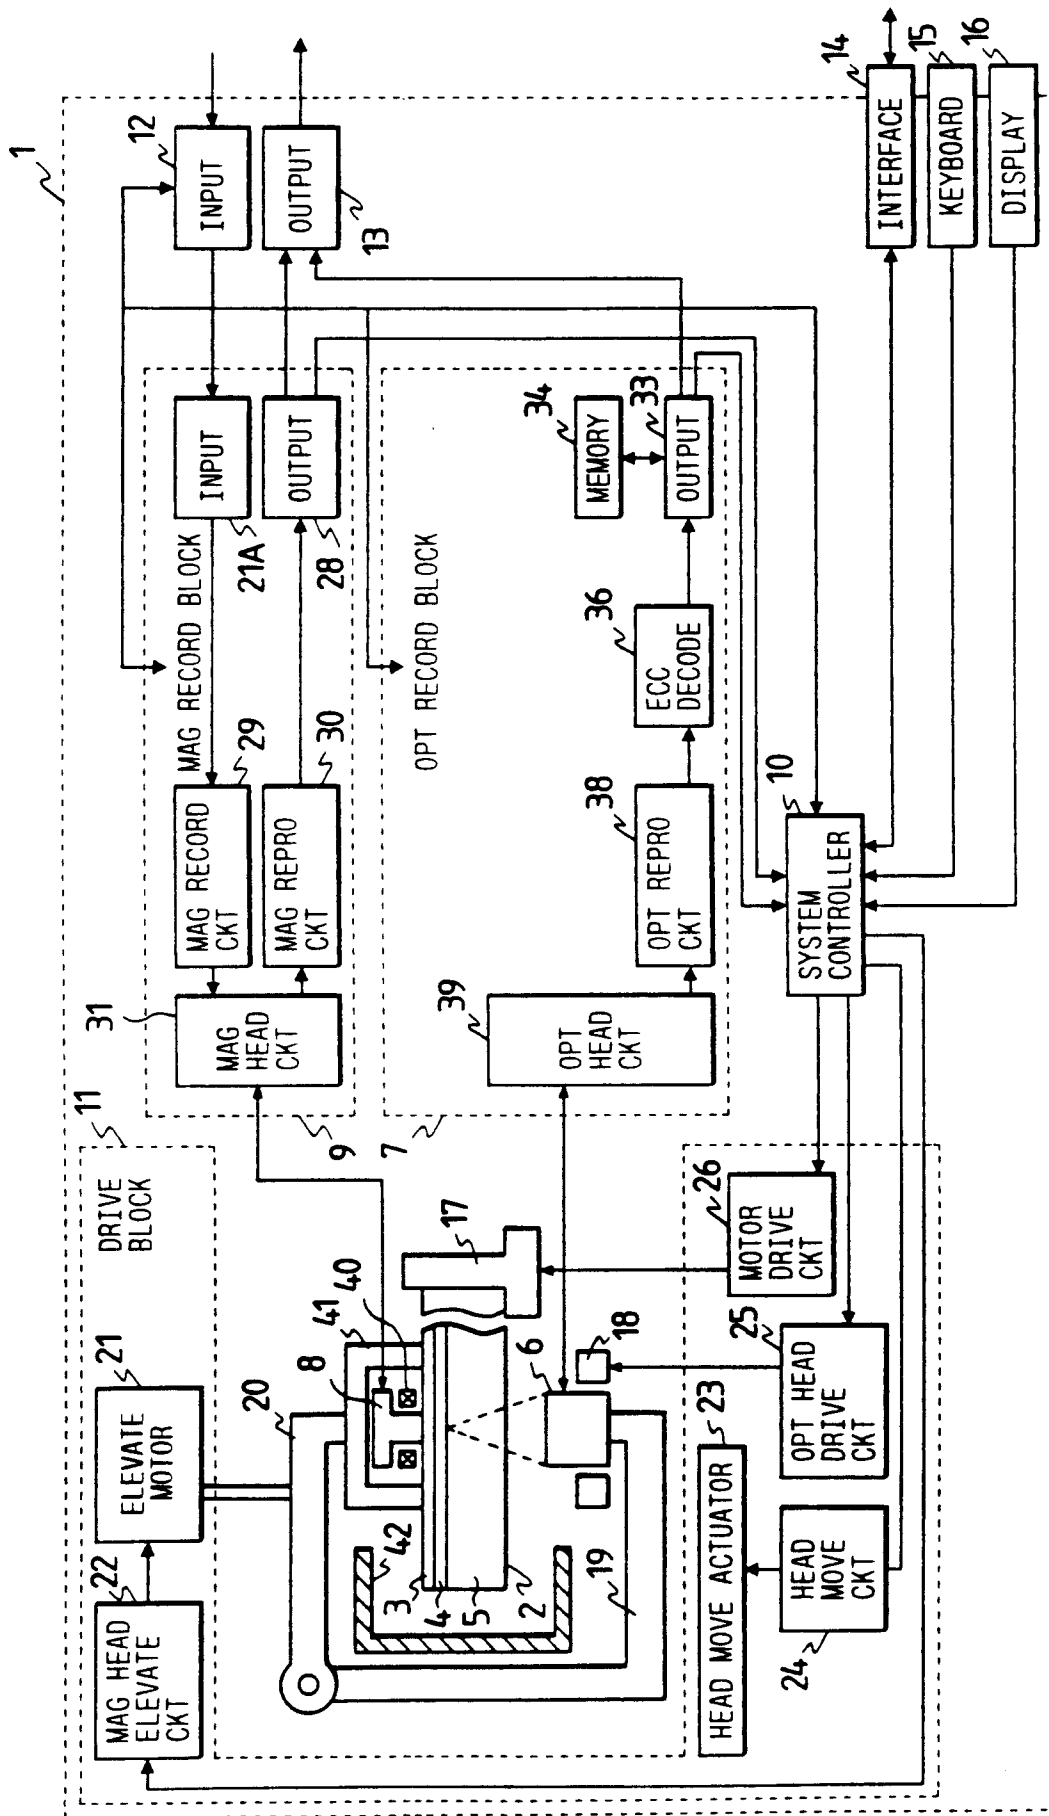 1
11
DRIVE
BLOCK
MAG HEAD
ELEVATE
CKT
22
ELEVATE
MOTOR
21
20
8
41
40
17
42
3
4
5
2
6
18
19
HEAD MOVE ACTUATOR
23
HEAD
MOVE
CKT
24
OPT HEAD
DRIVE
CKT
25
MOTOR
DRIVE
CKT
26
MAG RECORD BLOCK
9
MAG
HEAD
CKT
31
MAG RECORD
CKT
29
MAG REPRO
CKT
30
INPUT
21A
OUTPUT
28
INPUT
12
OUTPUT
13
OPT RECORD BLOCK
7
OPT
HEAD
CKT
39
OPT REPRO
CKT
38
ECC
DECODE
36
MEMORY
34
OUTPUT
33
SYSTEM
CONTROLLER
10
INTERFACE
14
KEYBOARD
15
DISPLAY
16